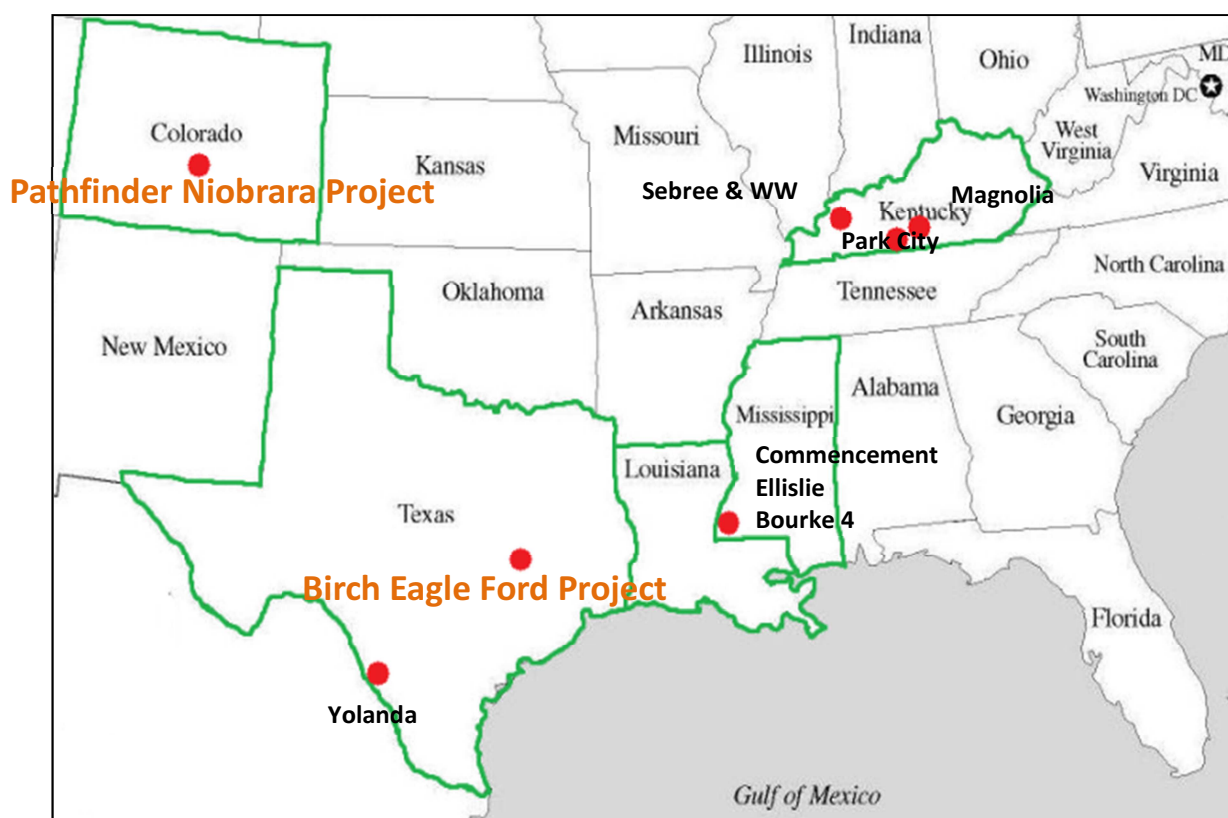 Indiana
Illinois
Ohio
MD
Washington DC
Colorado
Missouri
West
Virginia
Kansas
Virginia
Pathfinder Niobrara Project
Sebree & WW
Magnolia
Kentucky
Park City
North Carolina
Oklahoma
Tennessee
Arkansas
New Mexico
South
Carolina
Alabama
Mississippi
Georgia
Commencement
Louisiana
Ellislie
Texas
Bourke 4
Birch Eagle Ford Project
Florida
Yolanda
Gulf of Mexico